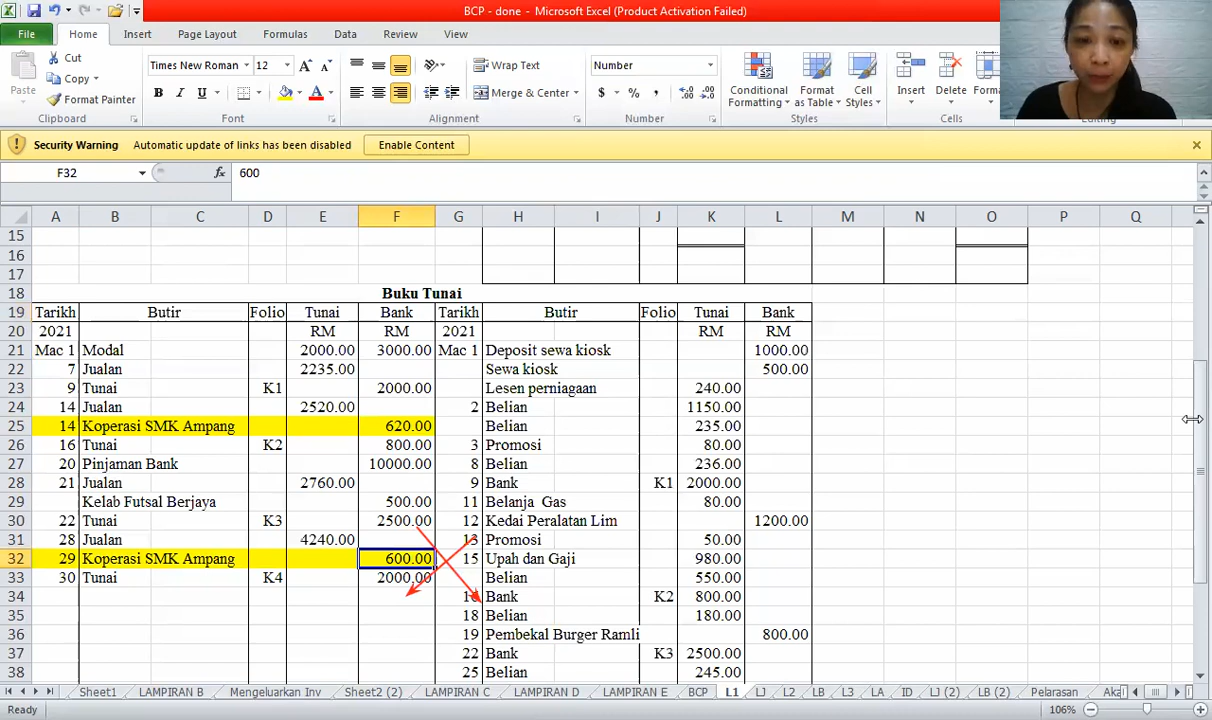 BCP - done - Microsoft Excel (Product Activation Failed)
File Home Insert Page Layout Formulas Data Review View
Paste Cut Copy Format Painter Clipboard
Times New Roman 12 A A B I U A Font
Wrap Text Merge & Center Alignment
Number $ % , Number
Conditional Formatting Format as Table Cell Styles Styles
Insert Delete Cells
Security Warning Automatic update of links has been disabled Enable Content
F32 fx 600
A B C D E F G H I J K L M N O P Q
15
16
17
18 Buku Tunai
19 Tarikh Butir Folio Tunai Bank Tarikh Butir Folio Tunai Bank
20 2021 RM RM 2021 RM RM
21 Mac 1 Modal 2000.00 3000.00 Mac 1 Deposit sewa kiosk 1000.00
22 7 Jualan 2235.00 Sewa kiosk 500.00
23 9 Tunai K1 2000.00 Lesen perniagaan 240.00
24 14 Jualan 2520.00 2 Belian 1150.00
25 14 Koperasi SMK Ampang 620.00 Belian 235.00
26 16 Tunai K2 800.00 3 Promosi 80.00
27 20 Pinjaman Bank 10000.00 8 Belian 236.00
28 21 Jualan 2760.00 9 Bank K1 2000.00
29 Kelab Futsal Berjaya 500.00 11 Belanja Gas 80.00
30 22 Tunai K3 2500.00 12 Kedai Peralatan Lim 1200.00
31 28 Jualan 4240.00 13 Promosi 50.00
32 29 Koperasi SMK Ampang 600.00 15 Upah dan Gaji 980.00
33 30 Tunai K4 2000.00 Belian 550.00
34 16 Bank K2 800.00
35 18 Belian 180.00
36 19 Pembekal Burger Ramli 800.00
37 22 Bank K3 2500.00
38 25 Belian 245.00
Sheet1 LAMPIRAN B Mengeluarkan Inv Sheet2 (2) LAMPIRAN C LAMPIRAN D LAMPIRAN E BCP L1 LJ L2 LB L3 LA ID LJ (2) LB (2) Pelarasan
Ready 106%